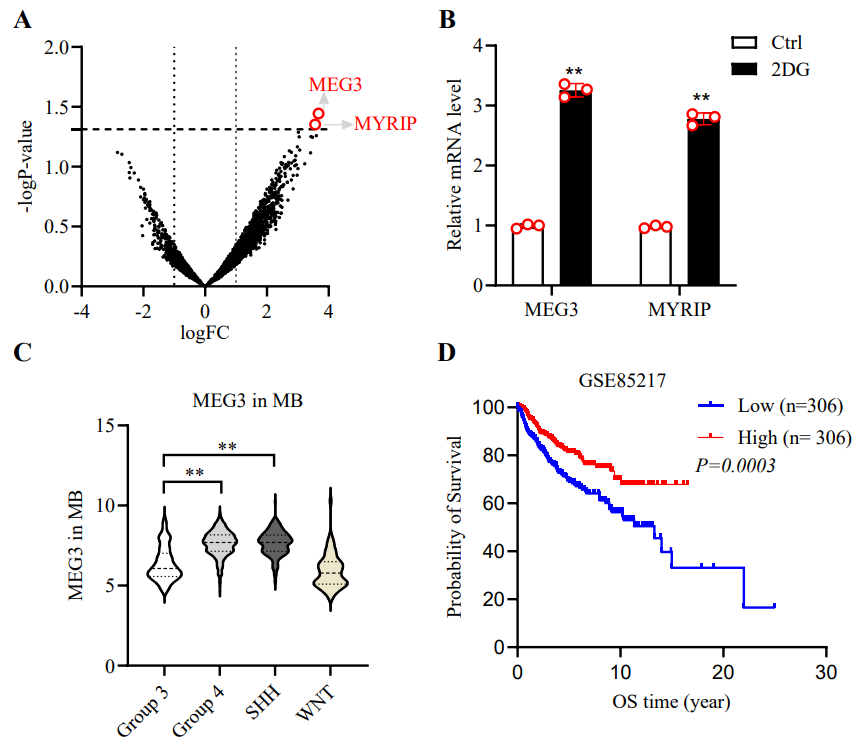 A
2.0
1.5
1.0
0.5
0.0
-logP-value
MEG3
MYRIP
-4
-2
0
2
4
logFC
B
Ctrl
2DG
4
3
2
1
0
Relative mRNA level
**
**
MEG3
MYRIP
C
MEG3 in MB
15
10
5
0
MEG3 in MB
**
**
Group 3
Group 4
SHH
WNT
D
GSE85217
Low (n=306)
High (n= 306)
P=0.0003
100
80
60
40
20
0
Probability of Survival
0
10
20
30
OS time (year)